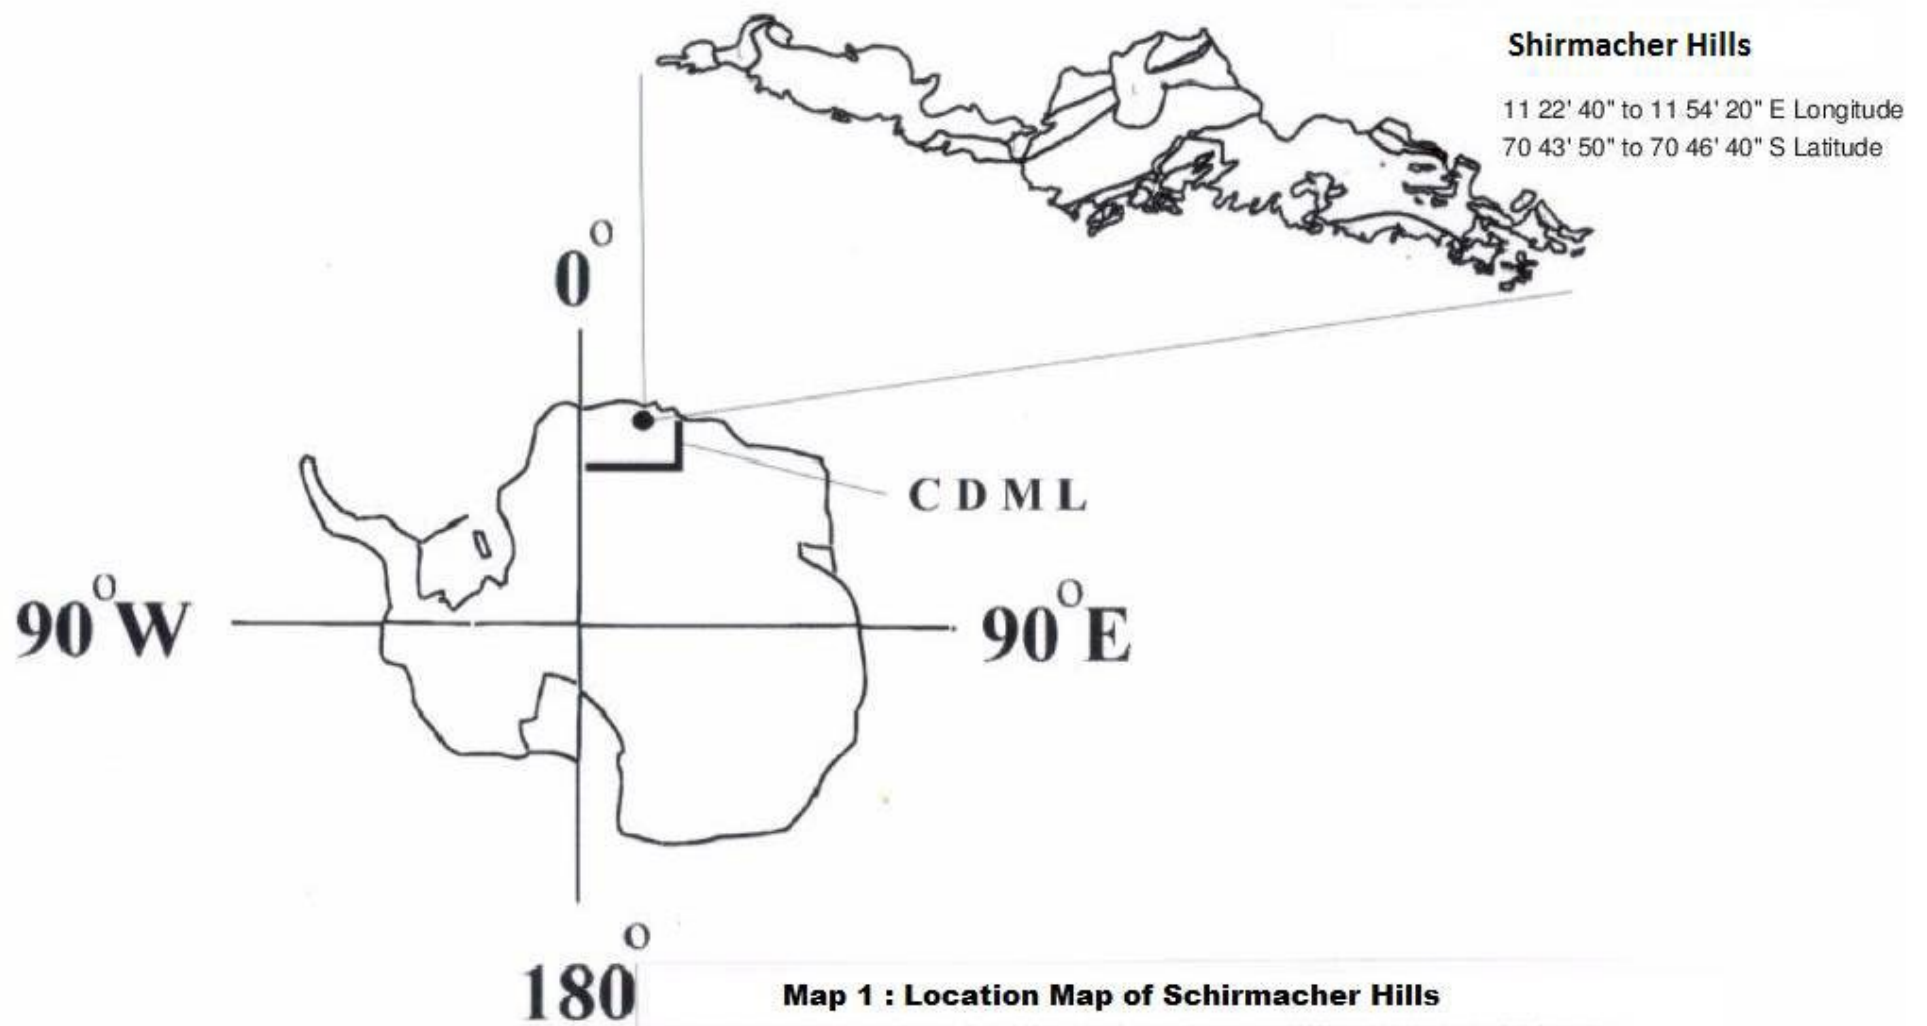 Shirmacher Hills
11 22' 40" to 11 54' 20" E Longitude
70 43' 50" to 70 46' 40" S Latitude
0°
C D M L
90°W
90°E
180°
Map 1 : Location Map of Schirmacher Hills